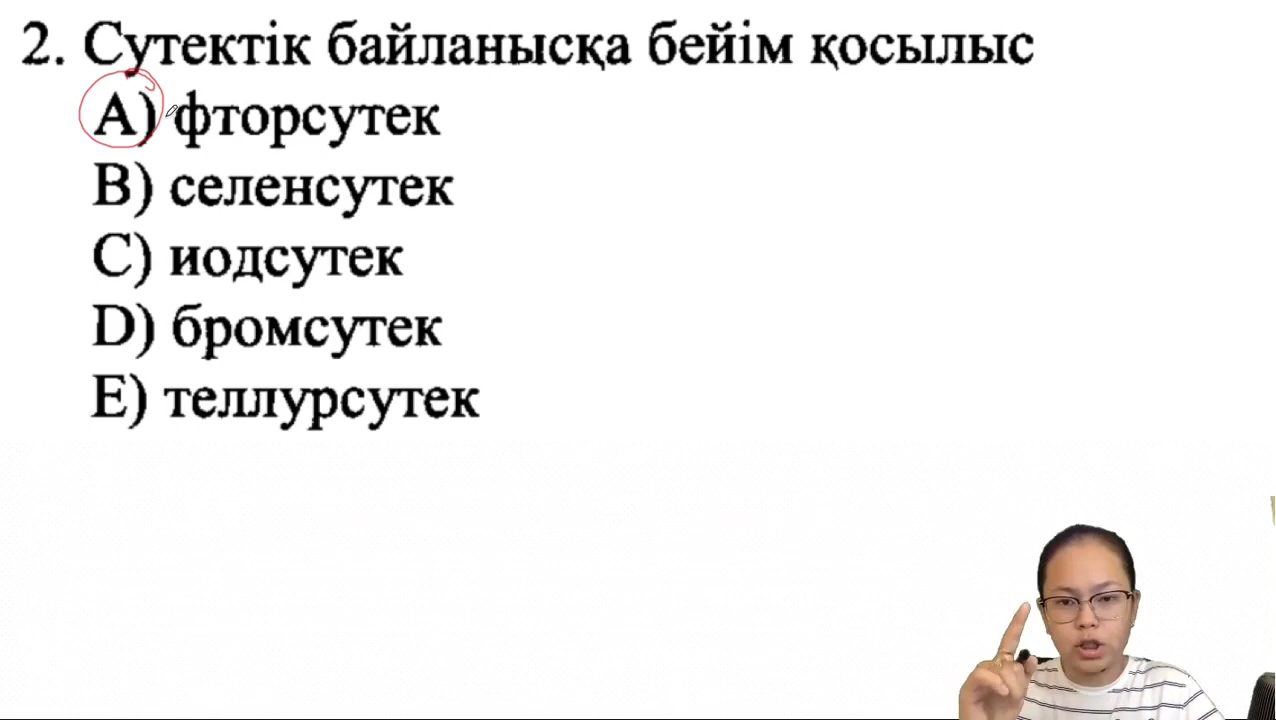 2. Сутектік байланысқа бейім қосылыс
A) фторсутек
B) селенсутек
C) иодсутек
D) бромсутек
E) теллурсутек